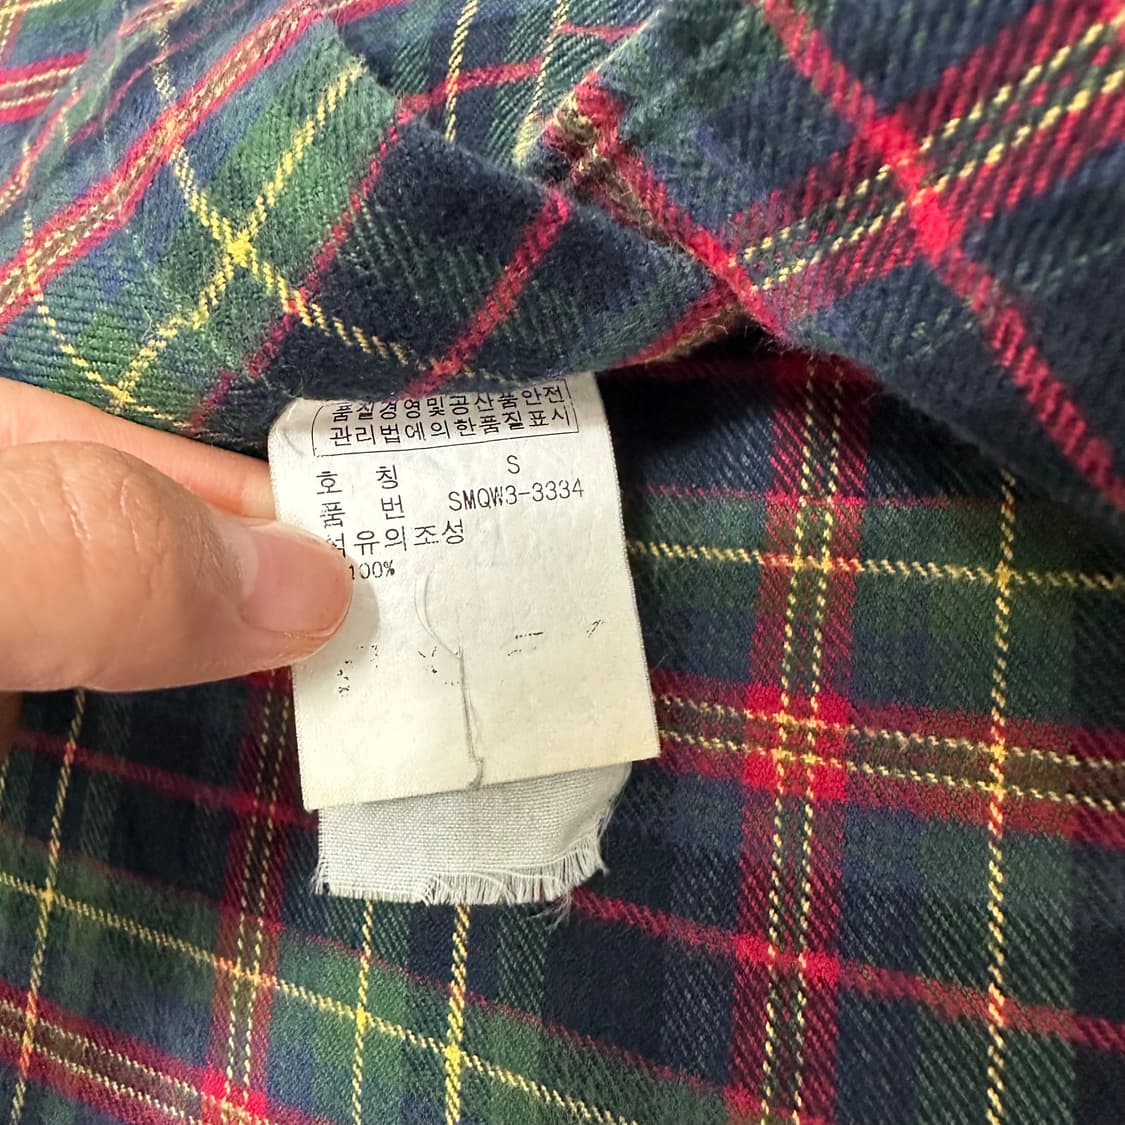 품질경영및공산품안전
관리법에의한품질표시
호 칭 S
품 번 SMQW3-3334
섬유의조성
100%